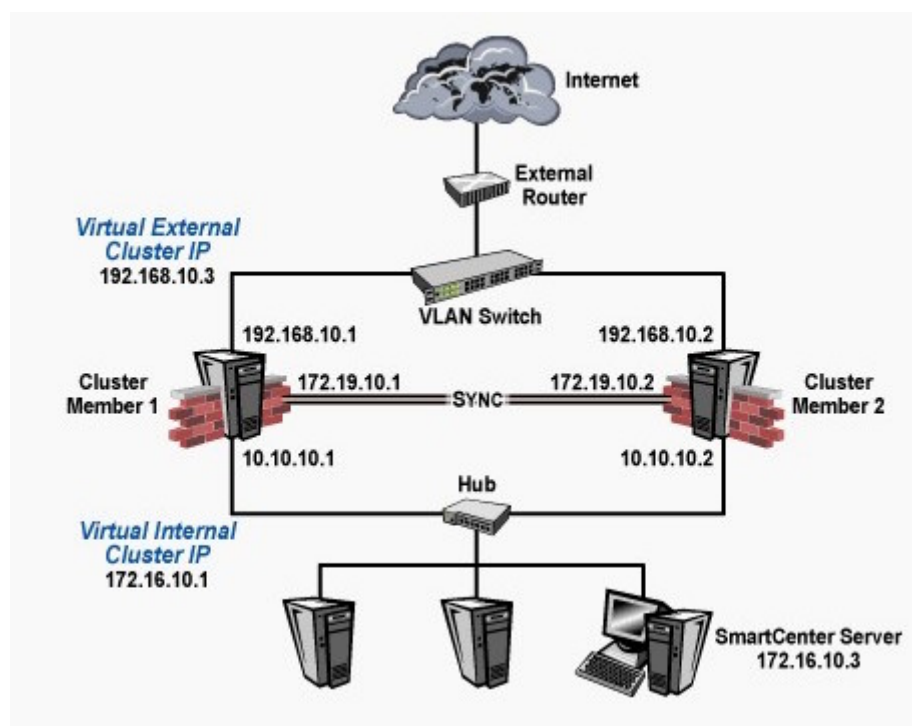 Internet
External
Router
Virtual External
Cluster IP
192.168.10.3
VLAN Switch
192.168.10.1
192.168.10.2
Cluster
Member 1
172.19.10.1
SYNC
172.19.10.2
Cluster
Member 2
10.10.10.1
10.10.10.2
Hub
Virtual Internal
Cluster IP
172.16.10.1
SmartCenter Server
172.16.10.3